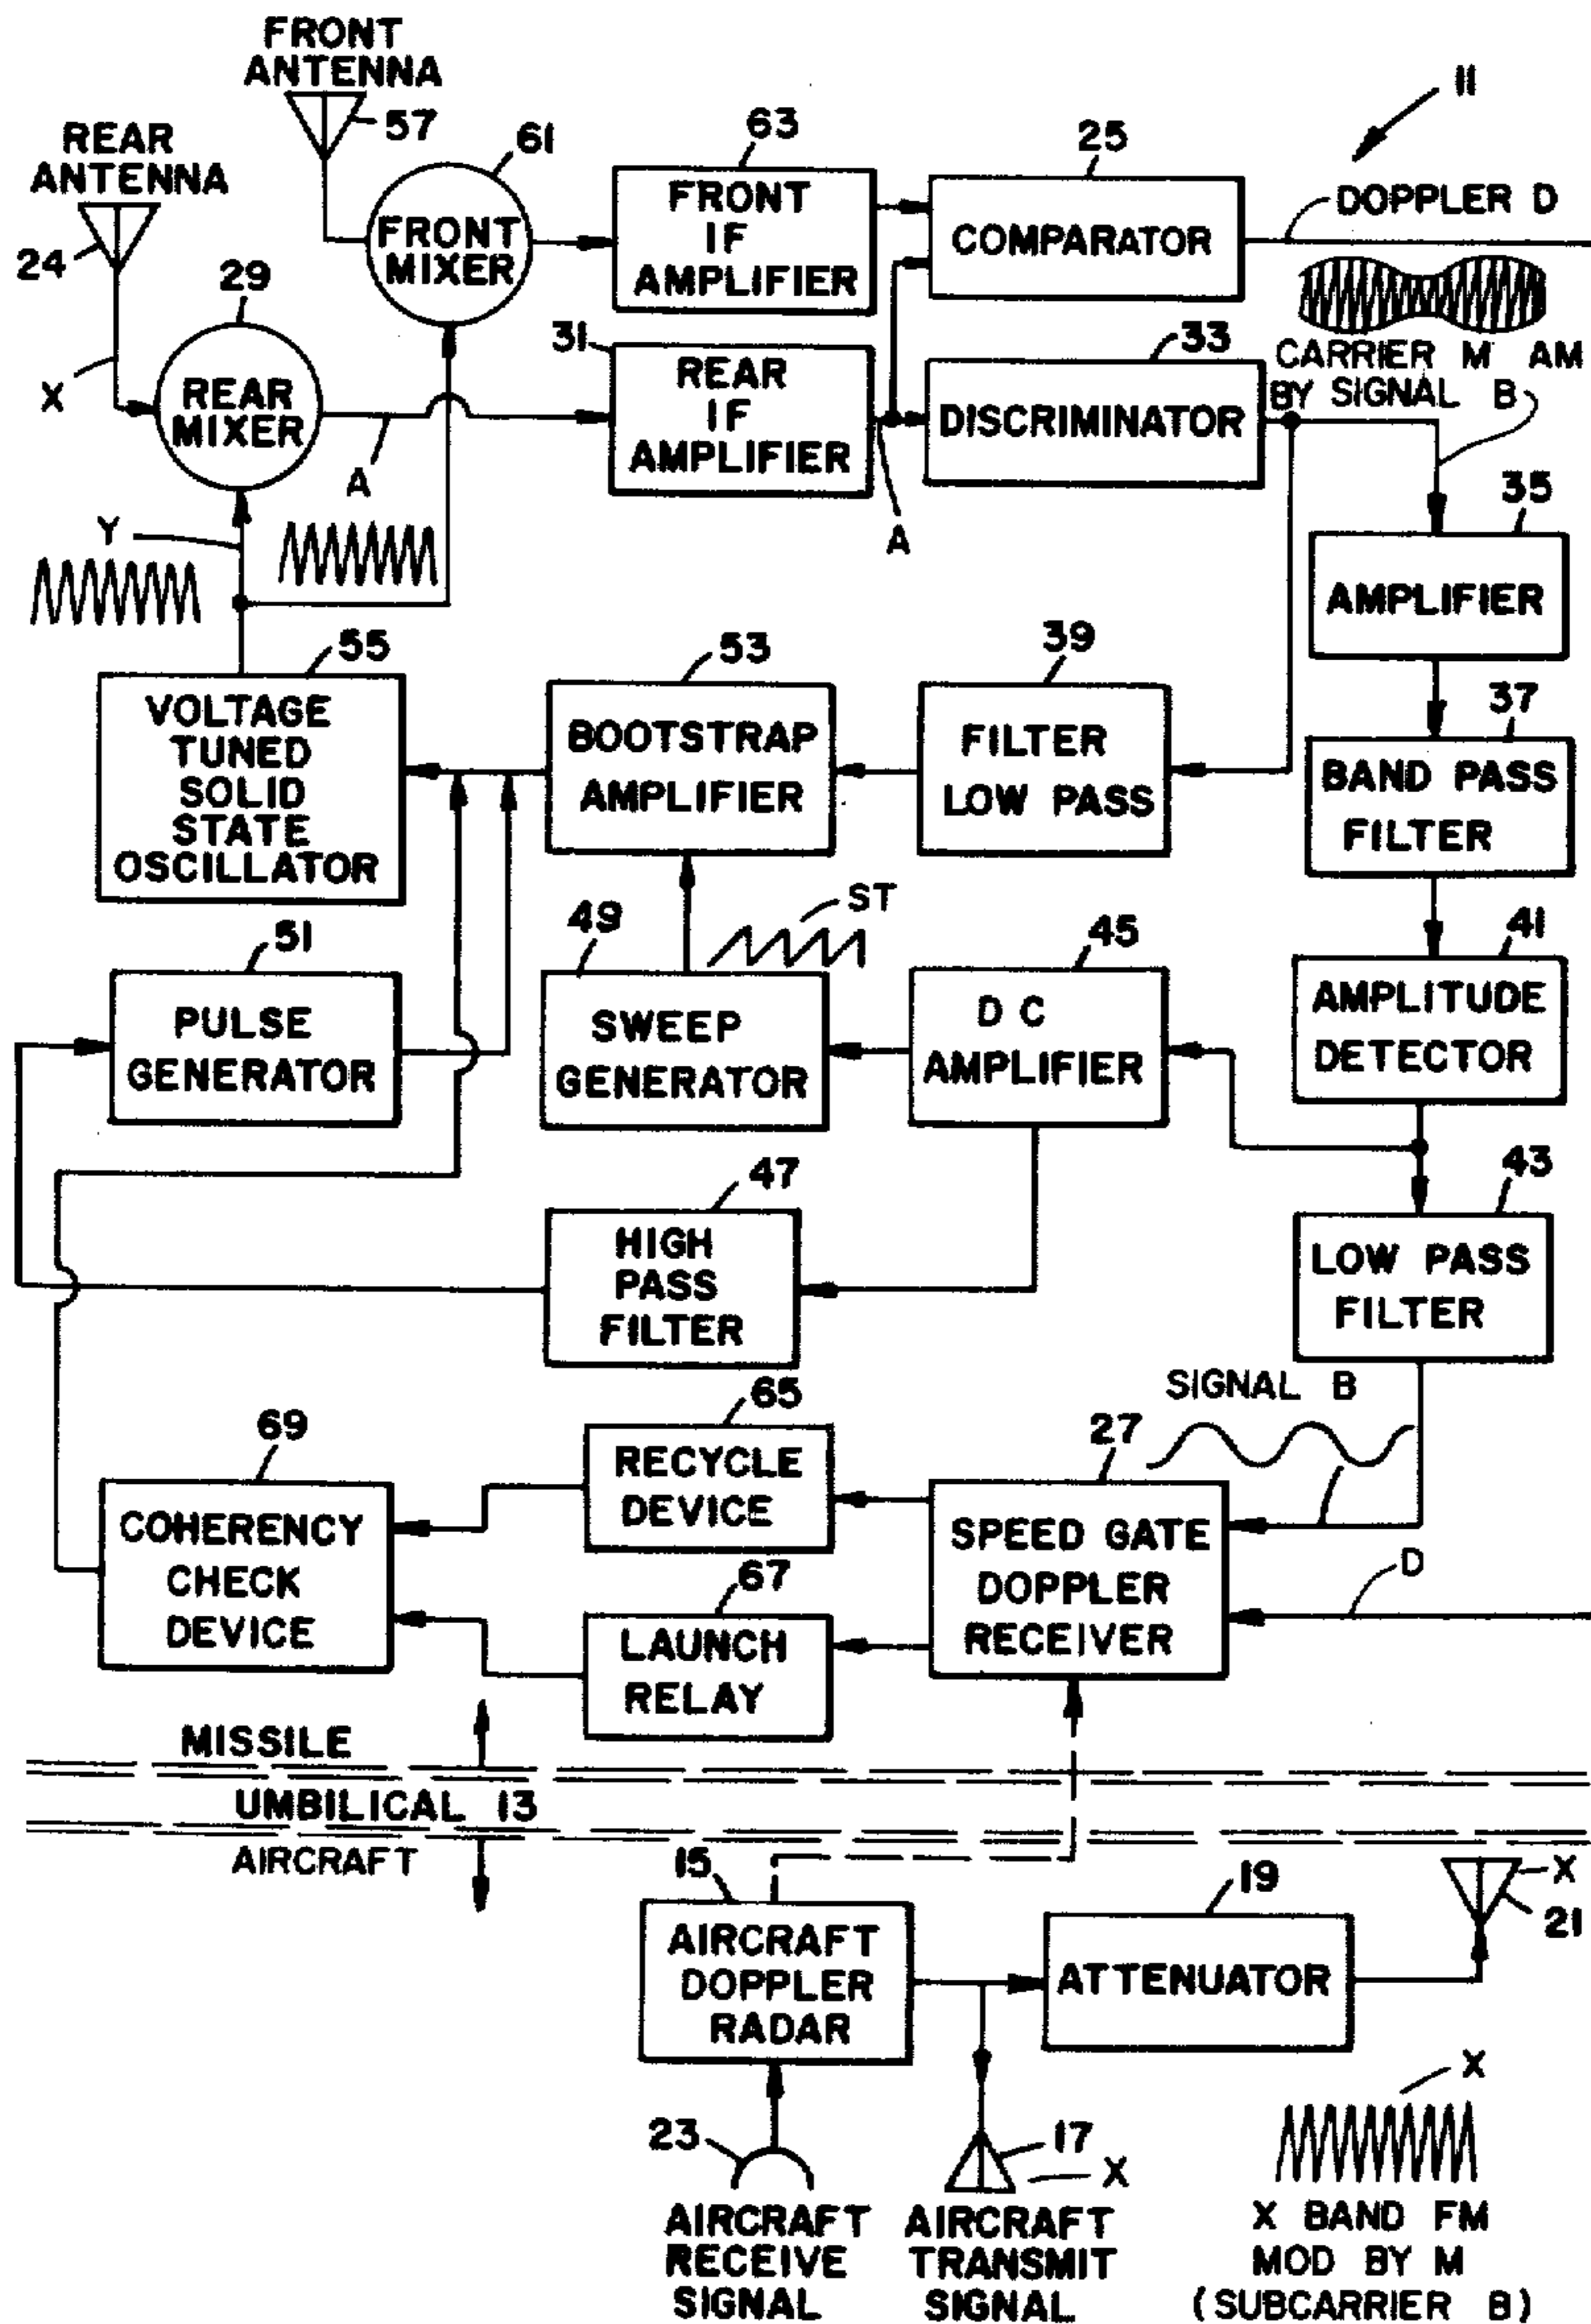 FRONT
ANTENNA
57
REAR
ANTENNA
24
61
FRONT
MIXER
63
FRONT
IF
AMPLIFIER
25
COMPARATOR
11
DOPPLER D
CARRIER M AM
BY SIGNAL B
29
REAR
MIXER
X
A
31
REAR
IF
AMPLIFIER
A
33
DISCRIMINATOR
35
AMPLIFIER
Y
55
VOLTAGE
TUNED
SOLID
STATE
OSCILLATOR
53
BOOTSTRAP
AMPLIFIER
39
FILTER
LOW PASS
37
BAND PASS
FILTER
51
PULSE
GENERATOR
49
ST
SWEEP
GENERATOR
45
D C
AMPLIFIER
41
AMPLITUDE
DETECTOR
47
HIGH
PASS
FILTER
43
LOW PASS
FILTER
SIGNAL B
69
COHERENCY
CHECK
DEVICE
65
RECYCLE
DEVICE
67
LAUNCH
RELAY
27
SPEED GATE
DOPPLER
RECEIVER
D
MISSILE
UMBILICAL 13
AIRCRAFT
15
AIRCRAFT
DOPPLER
RADAR
19
ATTENUATOR
X
21
23
AIRCRAFT
RECEIVE
SIGNAL
17
X
AIRCRAFT
TRANSMIT
SIGNAL
X
X BAND FM
MOD BY M
(SUBCARRIER B)